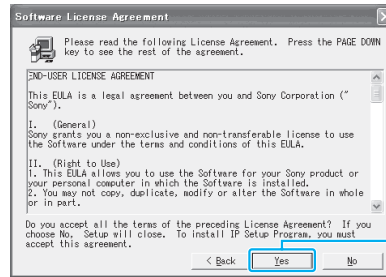 Software License Agreement
Please read the following License Agreement. Press the PAGE DOWN
key to see the rest of the agreement.
END-USER LICENSE AGREEMENT
This EULA is a legal agreement between you and Sony Corporation ("
Sony").
I. (General)
Sony grants you a non-exclusive and non-transferable license to use
the Software under the terms and conditions of this EULA.
II. (Right to Use)
1. This EULA allows you to use the Software for your Sony product or
your personal computer in which the Software is installed.
2. You may not copy, duplicate, modify or alter the Software in whole
or in part.
Do you accept all the terms of the preceding License Agreement? If you
choose No, Setup will close. To install IP Setup Program, you must
accept this agreement.
< Back
Yes
No